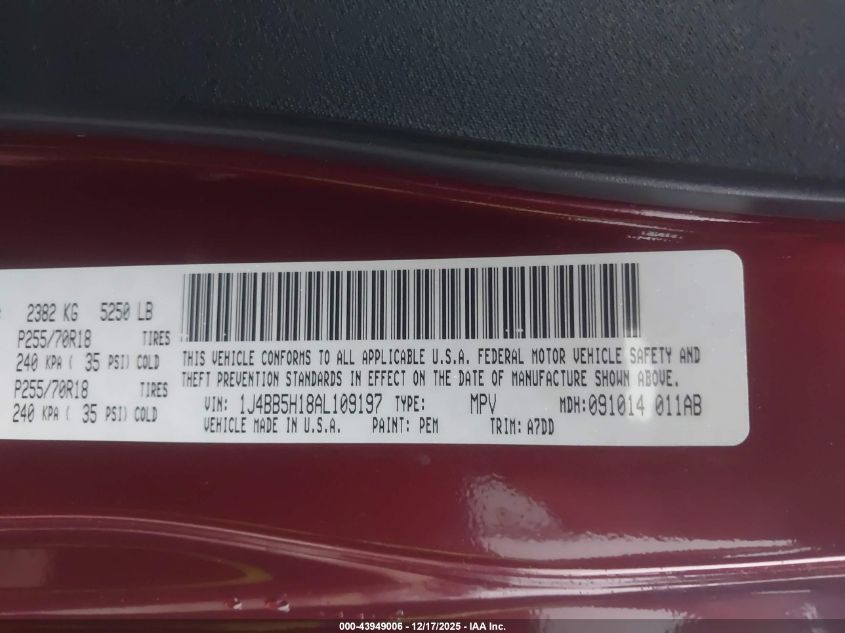 2382 KG 5250 LB
P255/70R18 TIRES
240 KPA ( 35 PSI) COLD
P255/70R18 TIRES
240 KPA ( 35 PSI) COLD
THIS VEHICLE CONFORMS TO ALL APPLICABLE U.S.A. FEDERAL MOTOR VEHICLE SAFETY AND
THEFT PREVENTION STANDARDS IN EFFECT ON THE DATE OF MANUFACTURE SHOWN ABOVE.
VIN: 1J4BB5H18AL109197 TYPE: MPV MDH:091014 011AB
VEHICLE MADE IN U.S.A. PAINT: PEM TRIM: A7DD
000-43949006 - 12/17/2025 - IAA Inc.